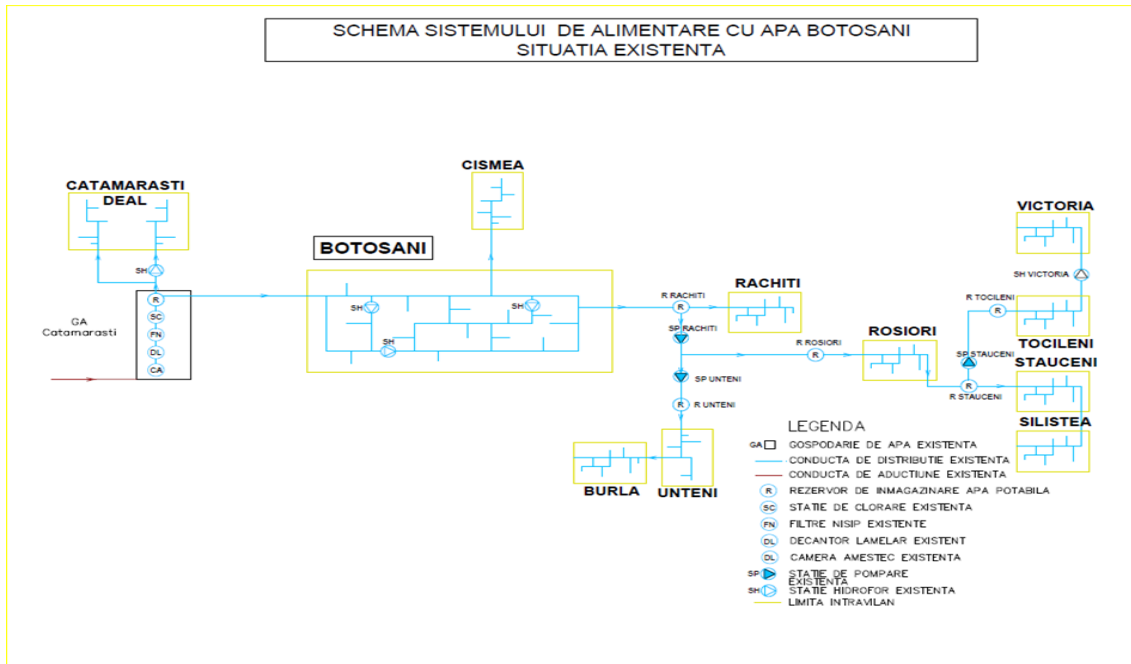 SCHEMA SISTEMULUI DE ALIMENTARE CU APA BOTOSANI
SITUATIA EXISTENTA
CATAMARASTI
DEAL
SH
GA
Catamarasti
R
SC
FN
DL
CA
CISMEA
BOTOSANI
SH
SH
SH
R RACHITI
R
SP RACHITI
RACHITI
SP UNTENI
R
R UNTENI
BURLA
UNTENI
R ROSIORI
R
ROSIORI
VICTORIA
SH VICTORIA
R TOCILENI
R
TOCILENI
SP STAUCENI
STAUCENI
R
R STAUCENI
SILISTEA
LEGENDA
GA GOSPODARIE DE APA EXISTENTA
CONDUCTA DE DISTRIBUTIE EXISTENTA
CONDUCTA DE ADUCTIUNE EXISTENTA
R REZERVOR DE INMAGAZINARE APA POTABILA
SC STATIE DE CLORARE EXISTENTA
FN FILTRE NISIP EXISTENTE
DL DECANTOR LAMELAR EXISTENT
DL CAMERA AMESTEC EXISTENTA
SP STATIE DE POMPARE
EXISTENTA
SH STATIE HIDROFOR EXISTENTA
LIMITA INTRAVILAN